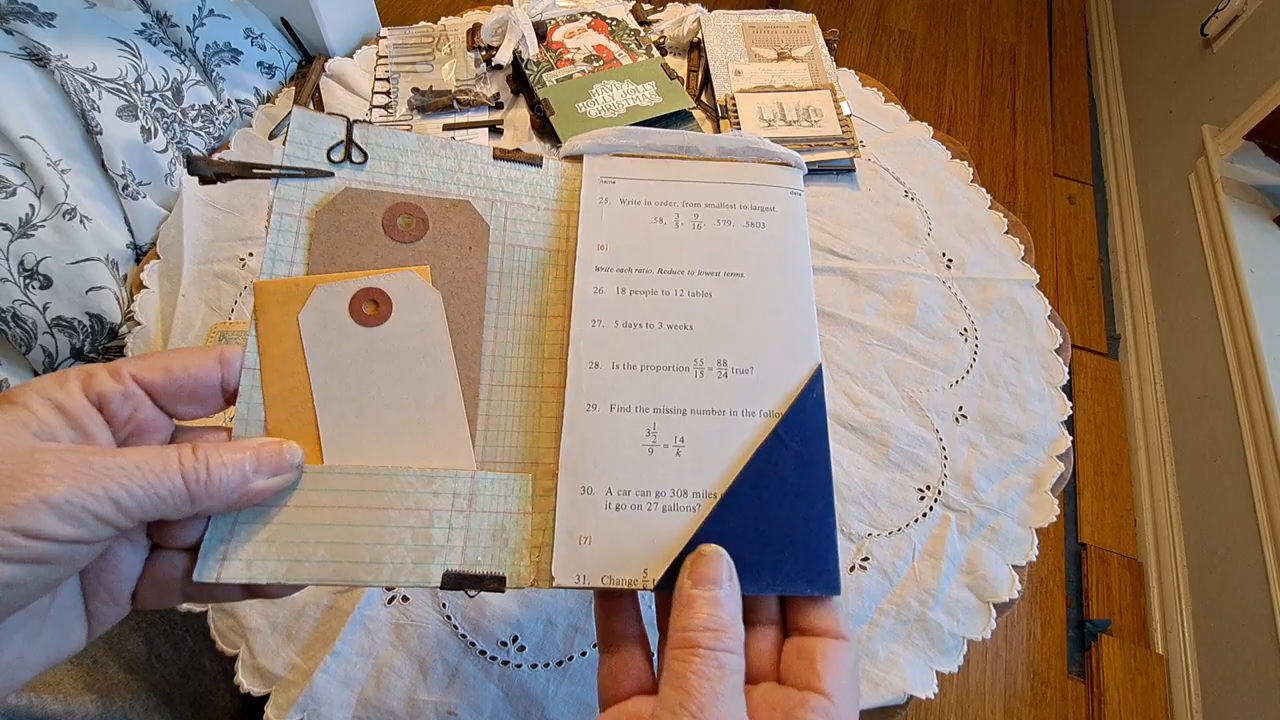 HAVE A
HOLLY JOLLY
CHRISTMAS
name
date
25. Write in order, from smallest to largest.
.58, 3/5, 9/16, .579, .5803
[6]
Write each ratio. Reduce to lowest terms.
26. 18 people to 12 tables
27. 5 days to 3 weeks
28. Is the proportion 55/15 = 88/24 true?
29. Find the missing number in the follo
3 1/2 / 9 = 14/k
30. A car can go 308 miles
it go on 27 gallons?
[7]
31. Change